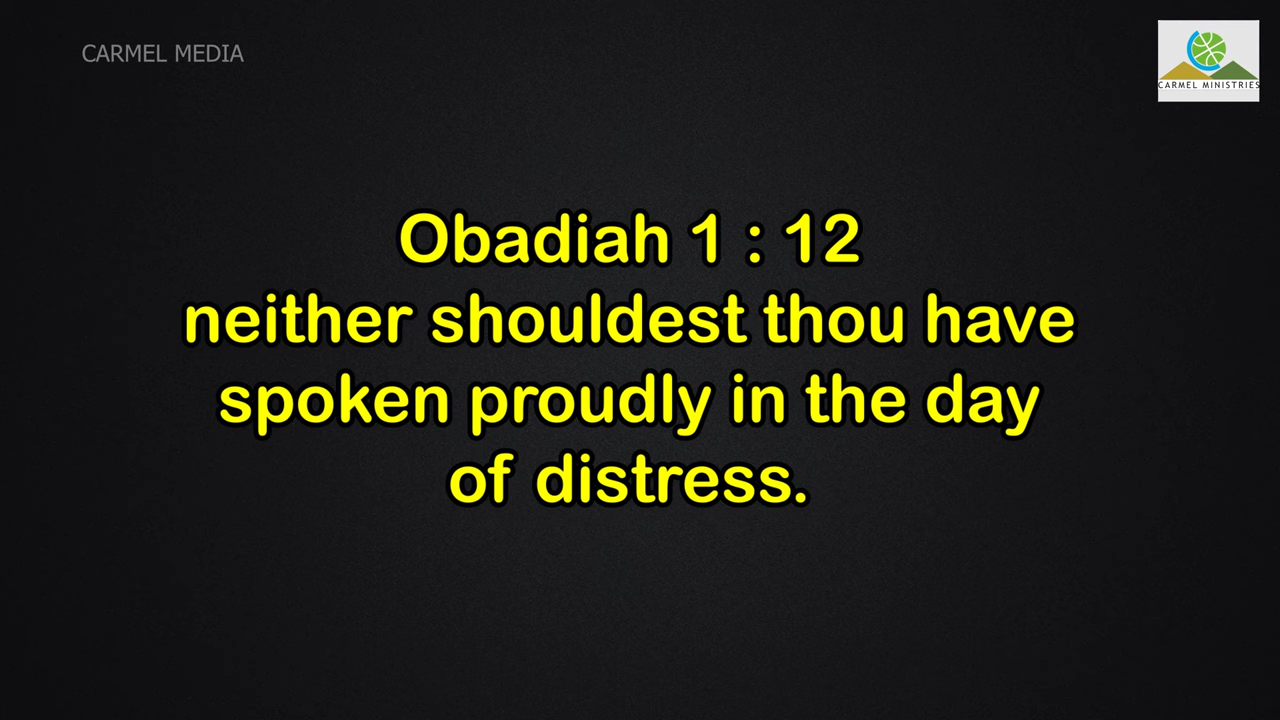 CARMEL MEDIA
CARMEL MINISTRIES
Obadiah 1 : 12
neither shouldest thou have
spoken proudly in the day
of distress.